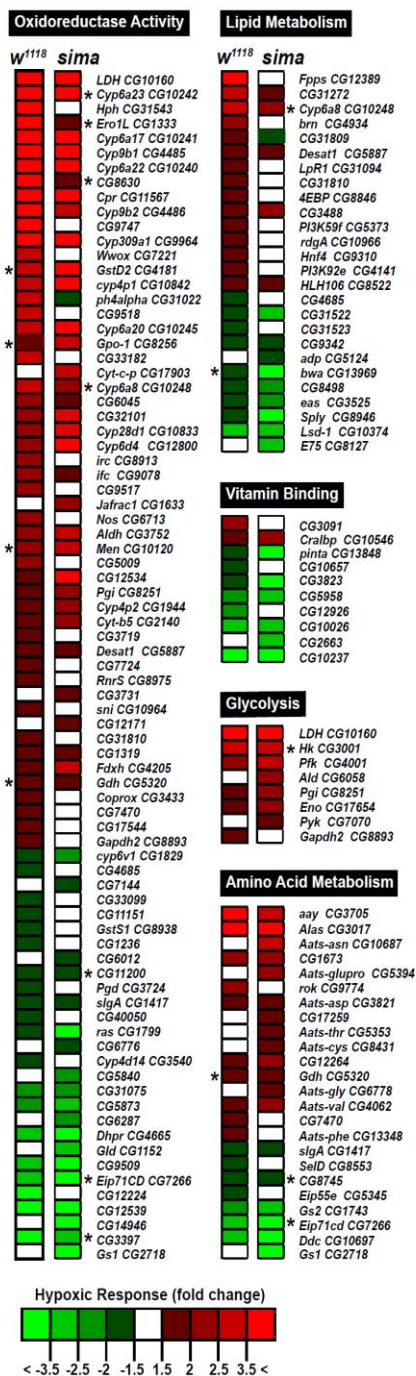 Oxidoreductase Activity
w1118 sima
LDH CG10160
* Cyp6a23 CG10242
Hph CG31543
* Ero1L CG1333
Cyp6a17 CG10241
Cyp9b1 CG4485
Cyp6a22 CG10240
* CG8630
Cpr CG11567
Cyp9b2 CG4486
CG9747
Cyp309a1 CG9964
Wwox CG7221
* GstD2 CG4181
cyp4p1 CG10842
ph4alpha CG31022
CG9518
Cyp6a20 CG10245
* Gpo-1 CG8256
CG33182
Cyt-c-p CG17903
* Cyp6a8 CG10248
CG6045
CG32101
Cyp28d1 CG10833
Cyp6d4 CG12800
irc CG8913
ifc CG9078
CG9517
Jafrac1 CG1633
Nos CG6713
Aldh CG3752
* Men CG10120
CG5009
CG12534
Pgi CG8251
Cyp4p2 CG1944
Cyt-b5 CG2140
CG3719
Desat1 CG5887
CG7724
RnrS CG8975
CG3731
sni CG10964
CG12171
CG31810
CG1319
Fdxh CG4205
* Gdh CG5320
Coprox CG3433
CG7470
CG17544
Gapdh2 CG8893
cyp6v1 CG1829
CG4685
CG7144
CG33099
CG11151
GstS1 CG8938
CG1236
CG6012
* CG11200
Pgd CG3724
slgA CG1417
CG40050
ras CG1799
CG6776
Cyp4d14 CG3540
CG5840
CG31075
CG5873
CG6287
Dhpr CG4665
Gld CG1152
CG9509
* Eip71CD CG7266
CG12224
CG12539
CG14946
* CG3397
Gs1 CG2718
Lipid Metabolism
w1118 sima
Fpps CG12389
CG31272
* Cyp6a8 CG10248
brn CG4934
CG31809
Desat1 CG5887
LpR1 CG31094
CG31810
4EBP CG8846
CG3488
PI3K59f CG5373
rdgA CG10966
Hnf4 CG9310
PI3K92e CG4141
HLH106 CG8522
CG4685
CG31522
CG31523
CG9342
adp CG5124
* bwa CG13969
CG8498
eas CG3525
Sply CG8946
Lsd-1 CG10374
E75 CG8127
Vitamin Binding
CG3091
Cralbp CG10546
pinta CG13848
CG10657
CG3823
CG5958
CG12926
CG10026
CG2663
CG10237
Glycolysis
LDH CG10160
* Hk CG3001
Pfk CG4001
Ald CG6058
Pgi CG8251
Eno CG17654
Pyk CG7070
Gapdh2 CG8893
Amino Acid Metabolism
aay CG3705
Alas CG3017
Aats-asn CG10687
CG1673
Aats-glupro CG5394
rok CG9774
Aats-asp CG3821
CG17259
Aats-thr CG5353
Aats-cys CG8431
CG12264
* Gdh CG5320
Aats-gly CG6778
Aats-val CG4062
CG7470
Aats-phe CG13348
slgA CG1417
SelD CG8553
* CG8745
Eip55e CG5345
Gs2 CG1743
* Eip71cd CG7266
Ddc CG10697
Gs1 CG2718
Hypoxic Response (fold change)
< -3.5 -2.5 -2 -1.5 1.5 2 2.5 3.5 <